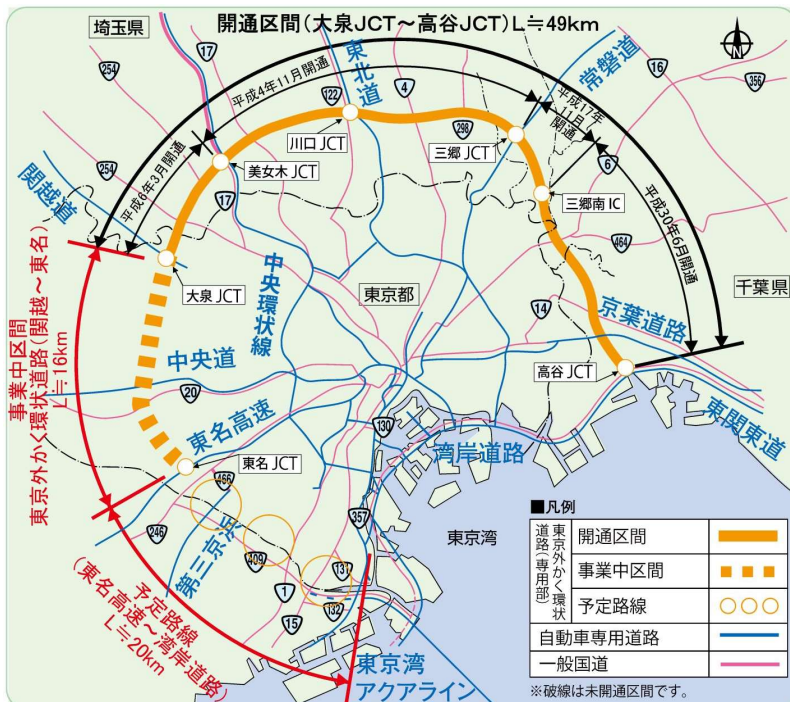 開通区間(大泉JCT～高谷JCT)L≒49km
埼玉県
17
東北道
常磐道
16
356
254
平成4年11月開通
122
4
平成17年
11月
開通
298
川口JCT
三郷JCT
6
254
平成6年3月開通
美女木JCT
関越道
17
三郷南IC
平成30年6月開通
464
大泉JCT
中央環状線
東京都
千葉県
14
京葉道路
事業中区間
東京外かく環状道路(関越～東名)
L≒16km
中央道
20
高谷JCT
東名高速
130
湾岸道路
東関東道
東名JCT
466
246
第三京浜
357
409
東京湾
131
1
132
15
予定路線
(東名高速～湾岸道路)
L≒20km
東京湾
アクアライン
■凡例
東京外かく環状
道路(専用部)
開通区間
事業中区間
予定路線
自動車専用道路
一般国道
※破線は未開通区間です。